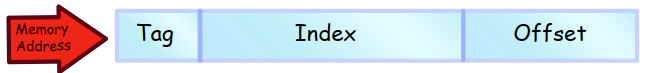 Memory
Address
Tag
Index
Offset